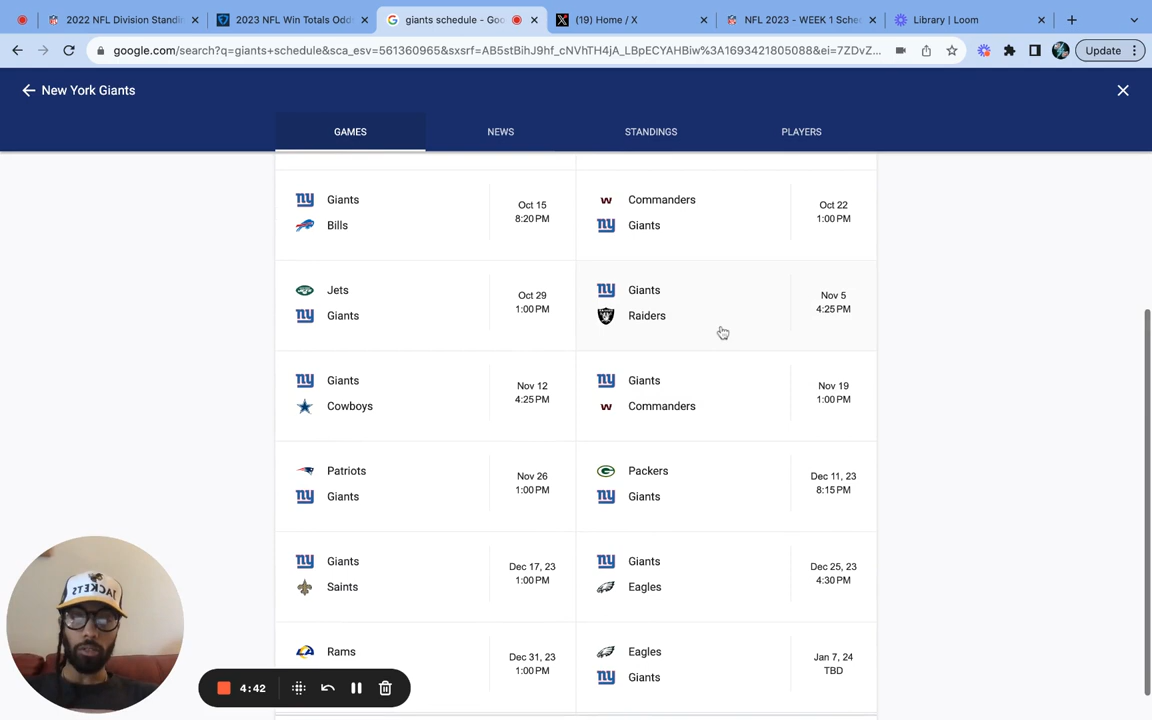 2022 NFL Division Standi
2023 NFL Win Totals Odd
giants schedule - Goo
(19) Home / X
NFL 2023 - WEEK 1 Sche
Library | Loom
google.com/search?q=giants+schedule&sca_esv=561360965&sxsrf=AB5stBihJ9hf_cNVhTH4jA_LBpECYAHBiw%3A1693421805088&ei=7ZDvZ...
Update
New York Giants
GAMES
NEWS
STANDINGS
PLAYERS
Giants
Bills
Oct 15
8:20 PM
Commanders
Giants
Oct 22
1:00 PM
Jets
Giants
Oct 29
1:00 PM
Giants
Raiders
Nov 5
4:25 PM
Giants
Cowboys
Nov 12
4:25 PM
Giants
Commanders
Nov 19
1:00 PM
Patriots
Giants
Nov 26
1:00 PM
Packers
Giants
Dec 11, 23
8:15 PM
Giants
Saints
Dec 17, 23
1:00 PM
Giants
Eagles
Dec 25, 23
4:30 PM
Rams
Dec 31, 23
1:00 PM
Eagles
Giants
Jan 7, 24
TBD
JACKETS
4:42